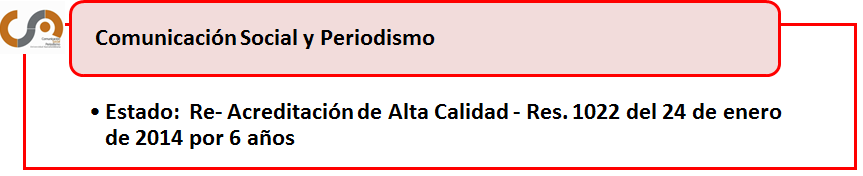 Comunicación Social y Periodismo
• Estado: Re- Acreditación de Alta Calidad - Res. 1022 del 24 de enero
de 2014 por 6 años